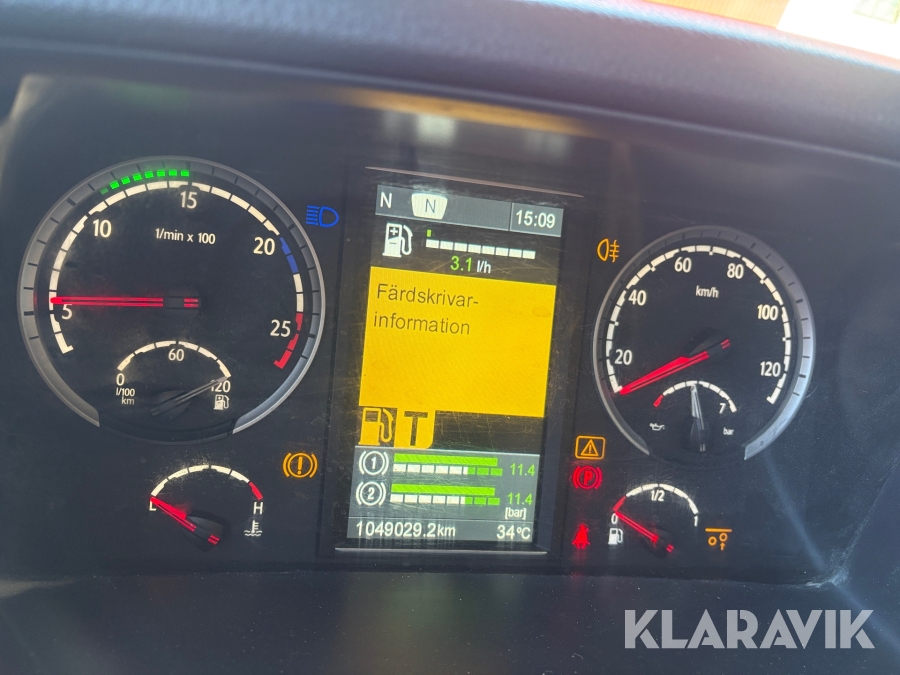 N N 15:09
3.1 l/h
Färdskrivar-
information
T
1 11.4
2 11.4
[bar]
1049029.2km 34°C
5 10 15 20 25
1/min x 100
0 60 120
l/100
km
L H
20 40 60 80 100 120
km/h
7
bar
P
0 1/2 1
KLARAVIK